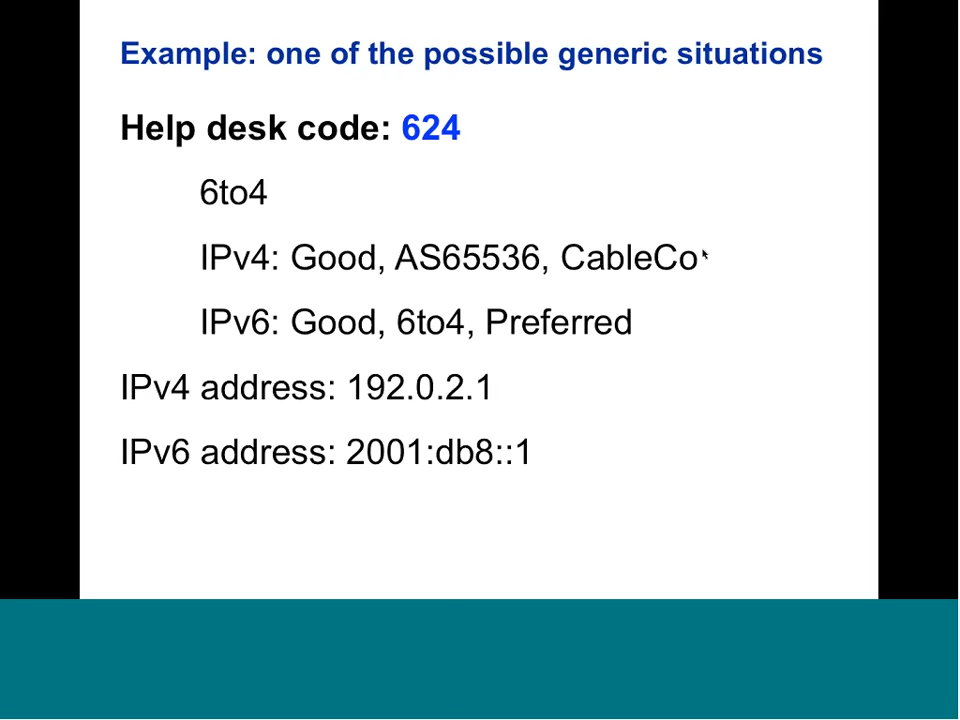 Example: one of the possible generic situations
Help desk code: 624
6to4
IPv4: Good, AS65536, CableCo
IPv6: Good, 6to4, Preferred
IPv4 address: 192.0.2.1
IPv6 address: 2001:db8::1